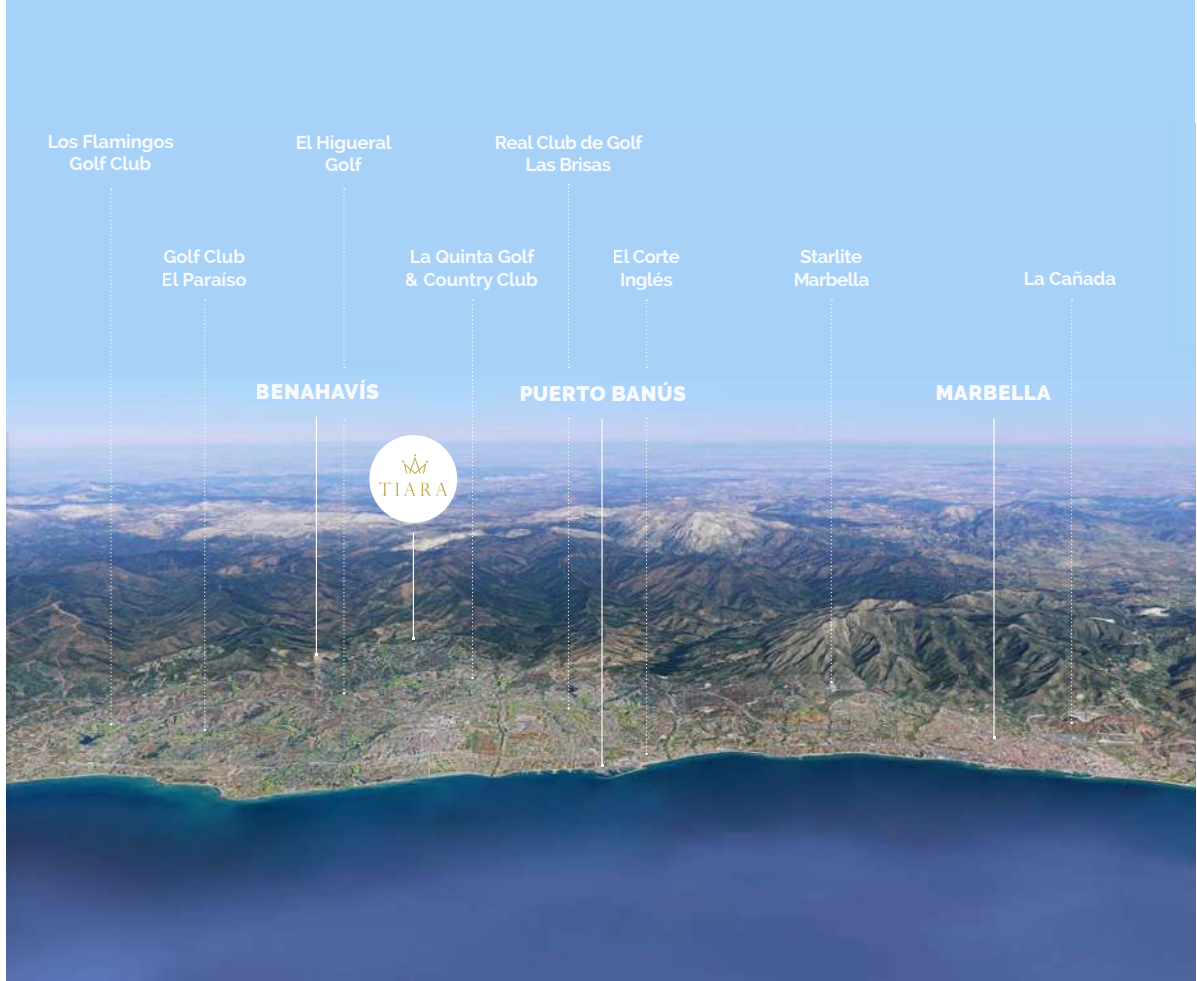 Los Flamingos
Golf Club
El Higueral
Golf
Real Club de Golf
Las Brisas
Golf Club
El Paraíso
La Quinta Golf
& Country Club
El Corte
Inglés
Starlite
Marbella
La Cañada
BENAHAVÍS
PUERTO BANÚS
MARBELLA
TIARA